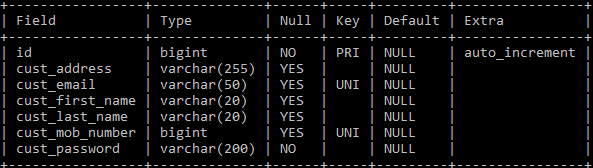 +-----------------+--------------+------+-----+---------+----------------+
| Field           | Type         | Null | Key | Default | Extra          |
+-----------------+--------------+------+-----+---------+----------------+
| id              | bigint       | NO   | PRI | NULL    | auto_increment |
| cust_address    | varchar(255) | YES  |     | NULL    |                |
| cust_email      | varchar(50)  | YES  | UNI | NULL    |                |
| cust_first_name | varchar(20)  | YES  |     | NULL    |                |
| cust_last_name  | varchar(20)  | YES  |     | NULL    |                |
| cust_mob_number | bigint       | YES  | UNI | NULL    |                |
| cust_password   | varchar(200) | NO   |     | NULL    |                |
+-----------------+--------------+------+-----+---------+----------------+